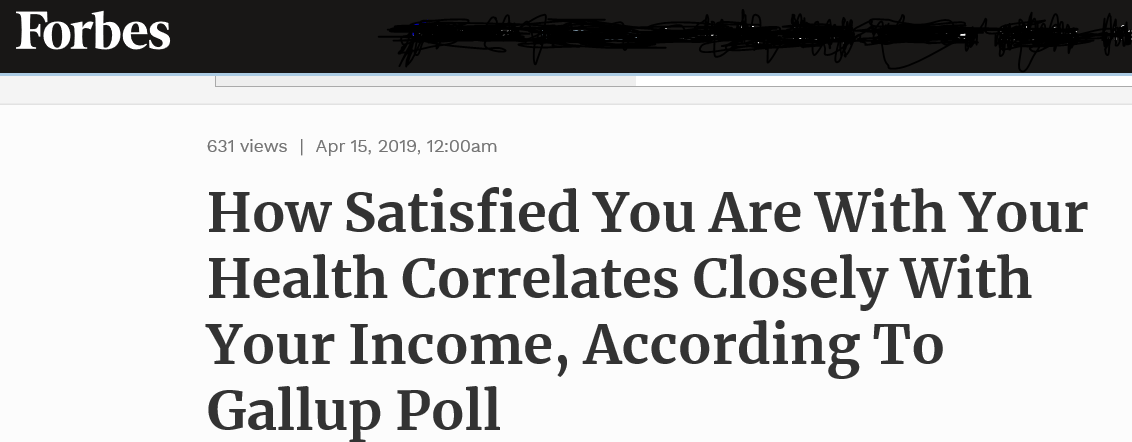 Forbes
631 views | Apr 15, 2019, 12:00am
How Satisfied You Are With Your
Health Correlates Closely With
Your Income, According To
Gallup Poll